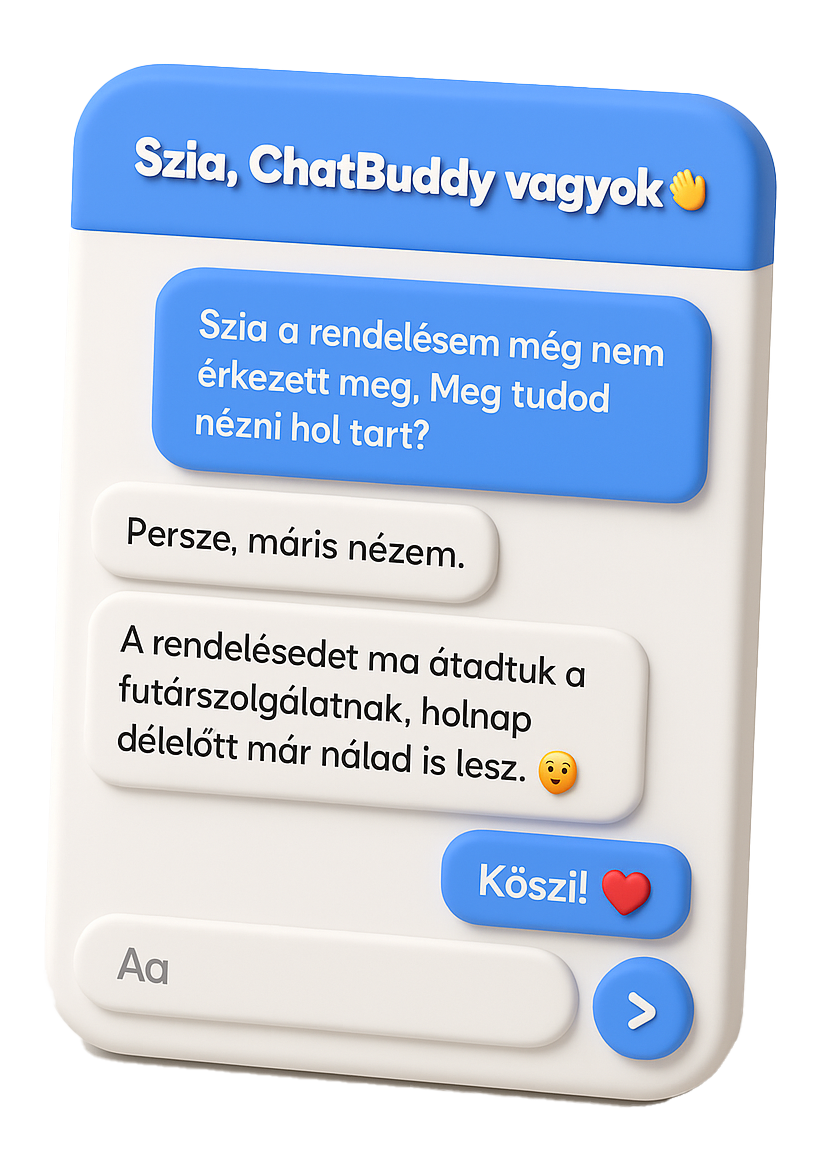 Szia, ChatBuddy vagyok👋
Szia a rendelésem még nem
érkezett meg, Meg tudod
nézni hol tart?
Persze, máris nézem.
A rendelésedet ma átadtuk a
futárszolgálatnak, holnap
délelőtt már nálad is lesz. 😉
Köszi! ❤️
Aa